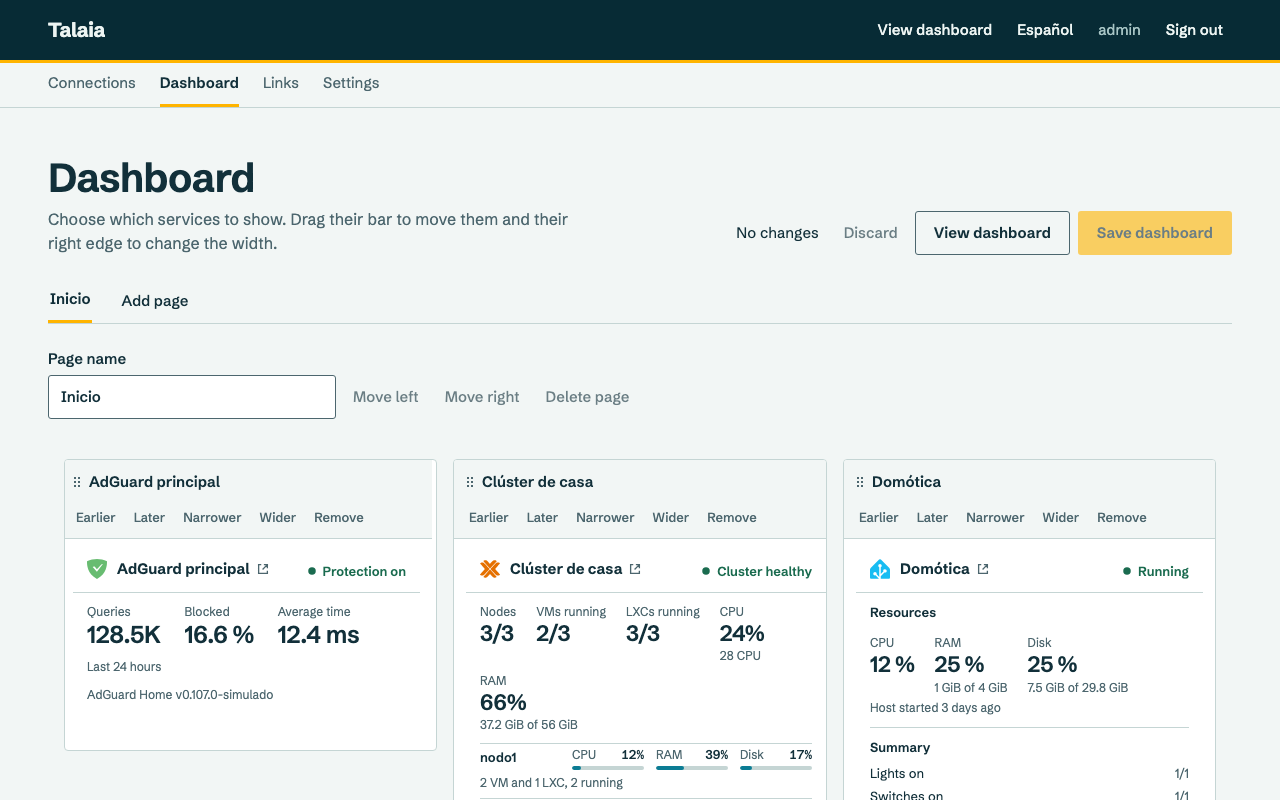 Talaia
View dashboard
Español
admin
Sign out
Connections
Dashboard
Links
Settings
Dashboard
Choose which services to show. Drag their bar to move them and their
right edge to change the width.
No changes
Discard
View dashboard
Save dashboard
Inicio
Add page
Page name
Inicio
Move left
Move right
Delete page
AdGuard principal
Earlier
Later
Narrower
Wider
Remove
AdGuard principal
Protection on
Queries
128.5K
Blocked
16.6 %
Average time
12.4 ms
Last 24 hours
AdGuard Home v0.107.0-simulado
Clúster de casa
Earlier
Later
Narrower
Wider
Remove
Clúster de casa
Cluster healthy
Nodes
3/3
VMs running
2/3
LXCs running
3/3
CPU
24%
28 CPU
RAM
66%
37.2 GiB of 56 GiB
nodo1
CPU 12%
RAM 39%
Disk 17%
2 VM and 1 LXC, 2 running
Domótica
Earlier
Later
Narrower
Wider
Remove
Domótica
Running
Resources
CPU
12 %
RAM
25 %
1 GiB of 4 GiB
Disk
25 %
7.5 GiB of 29.8 GiB
Host started 3 days ago
Summary
Lights on 1/1
Switches on 1/1